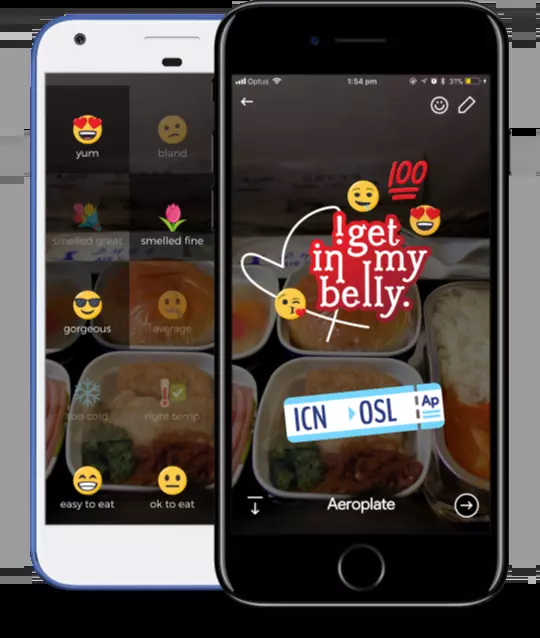 yum
bland
smelled great
smelled fine
gorgeous
average
too cold
right temp
easy to eat
ok to eat
Optus
1:54 pm
31%
100
!get
in my
belly.
ICN OSL Ap
Aeroplate